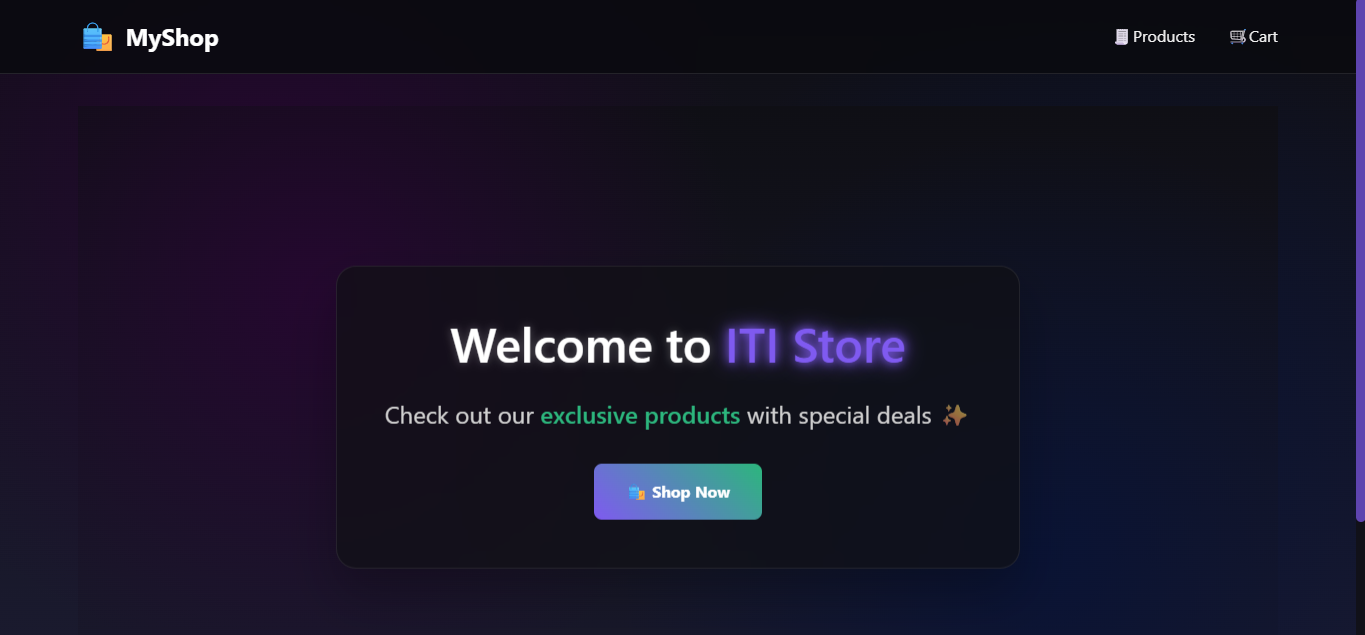 MyShop
Products
Cart
Welcome to ITI Store
Check out our exclusive products with special deals ✨
Shop Now